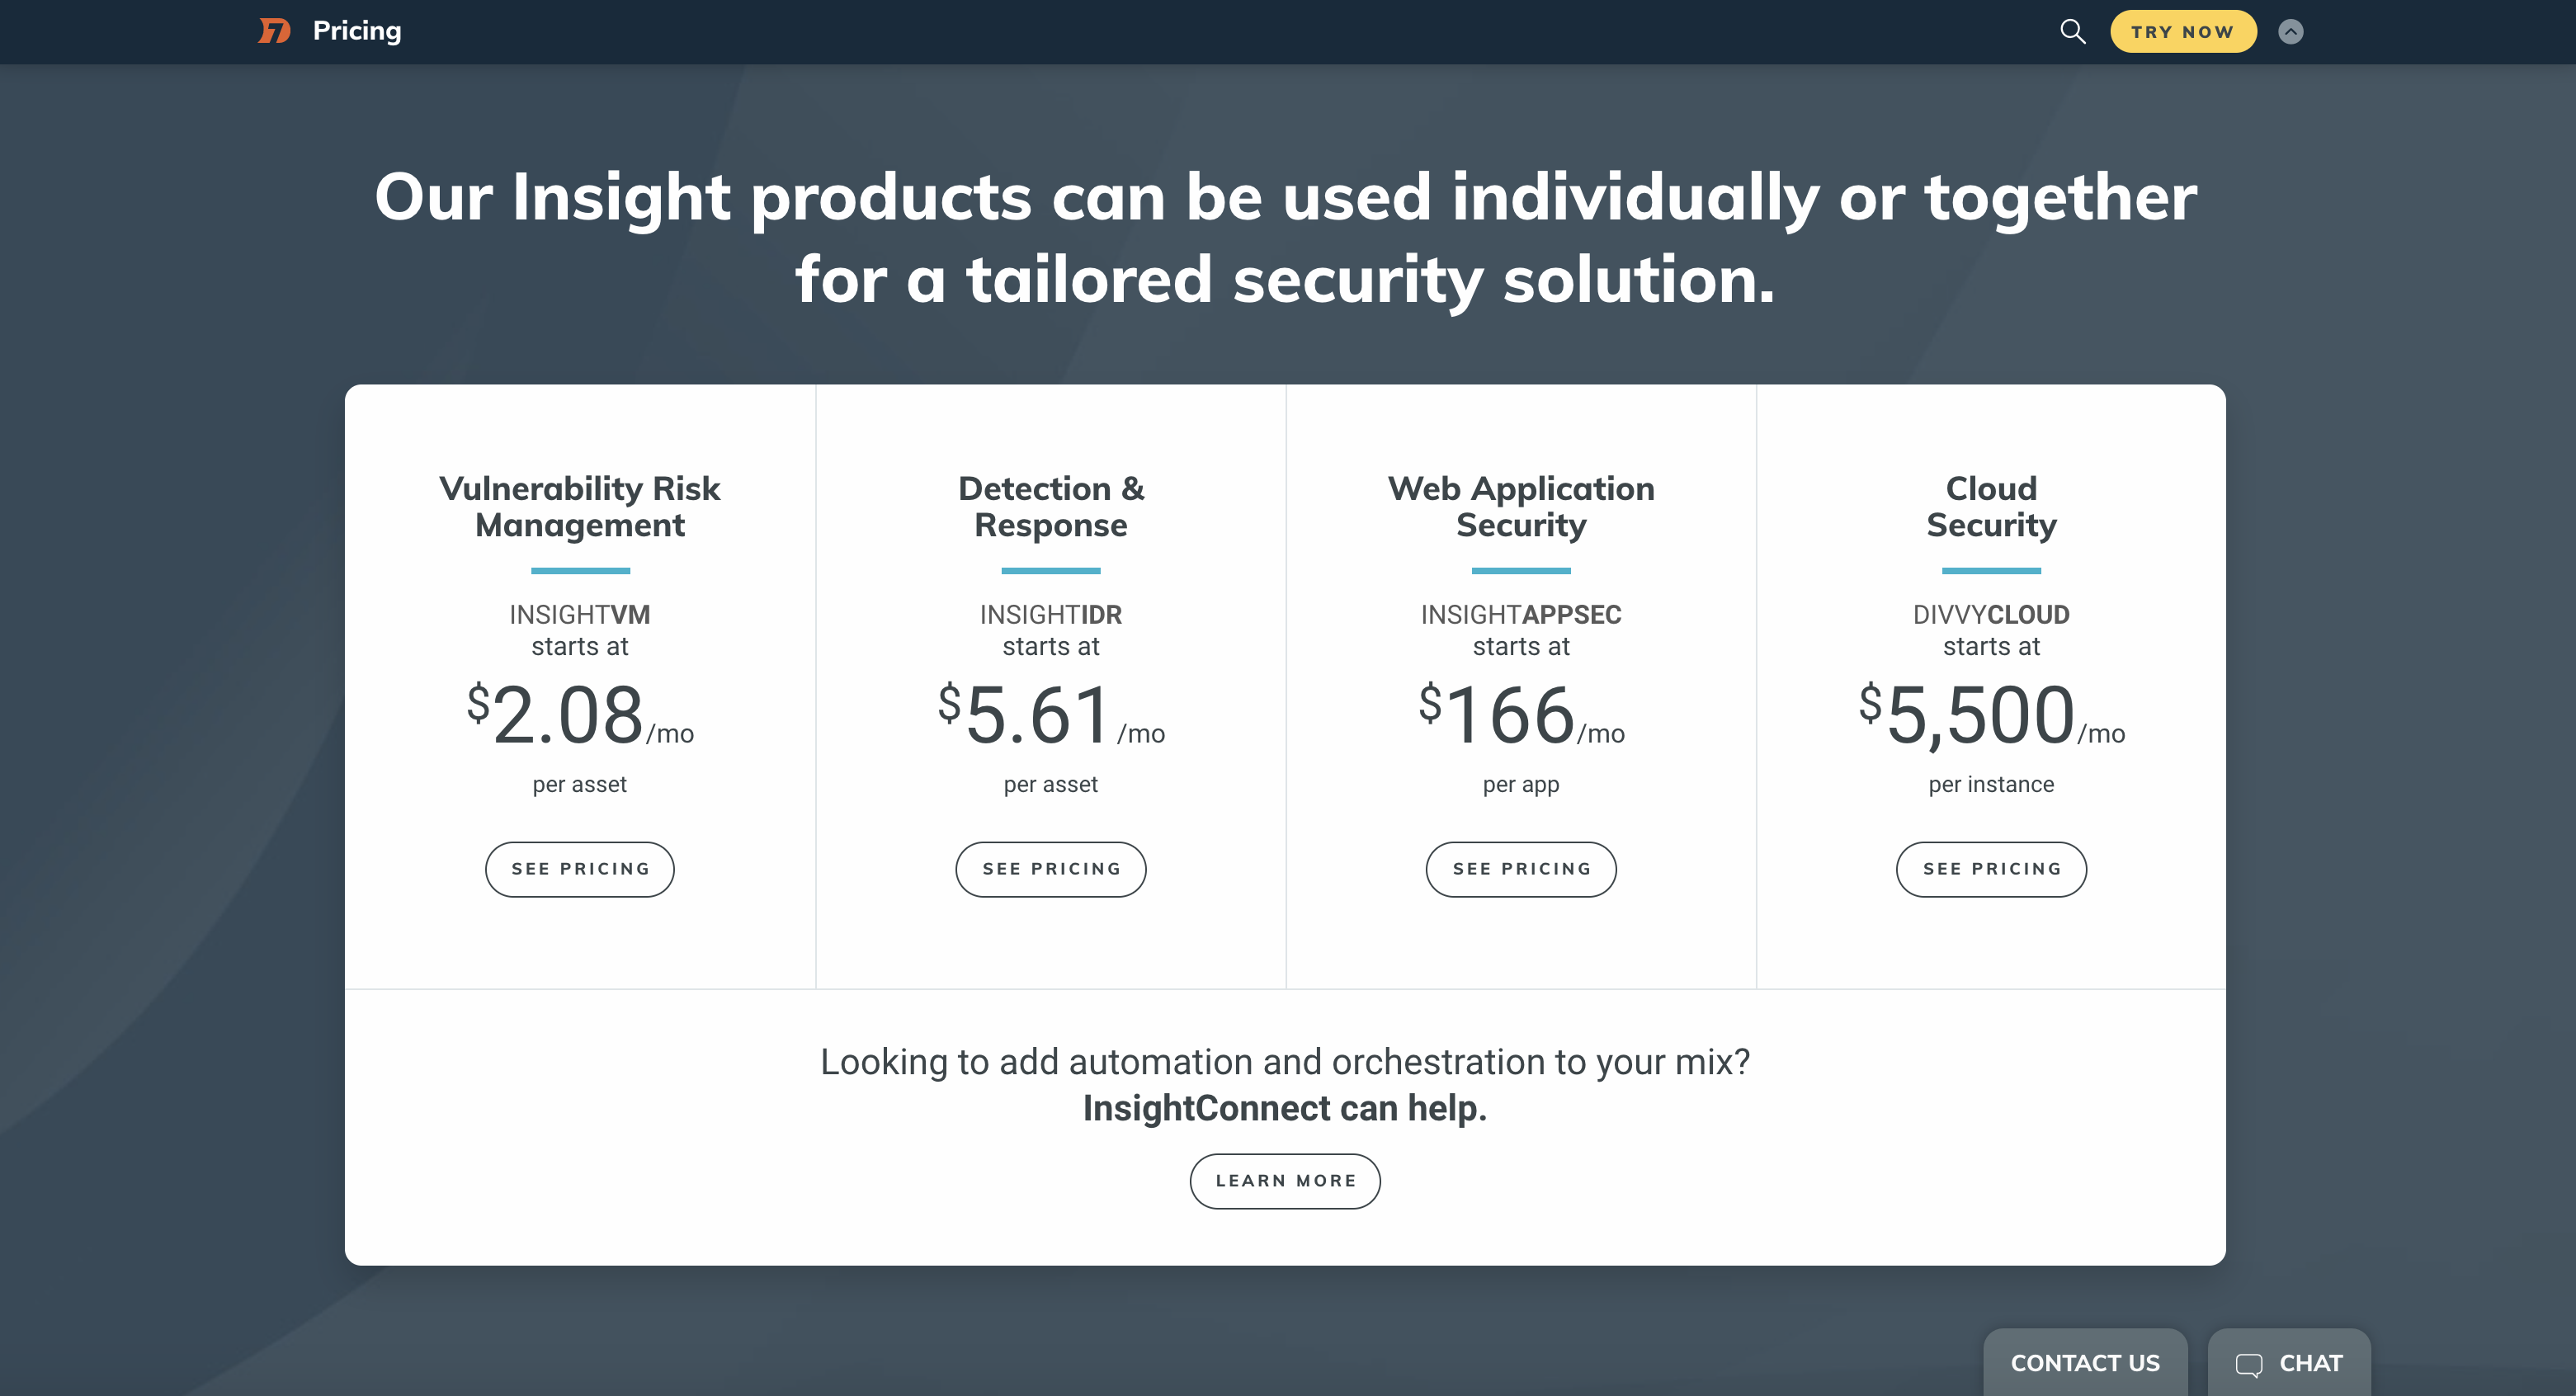 Pricing
TRY NOW
Our Insight products can be used individually or together
for a tailored security solution.
Vulnerability Risk
Management
INSIGHTVM
starts at
$2.08/mo
per asset
SEE PRICING
Detection &
Response
INSIGHTIDR
starts at
$5.61/mo
per asset
SEE PRICING
Web Application
Security
INSIGHTAPPSEC
starts at
$166/mo
per app
SEE PRICING
Cloud
Security
DIVVYCLOUD
starts at
$5,500/mo
per instance
SEE PRICING
Looking to add automation and orchestration to your mix?
InsightConnect can help.
LEARN MORE
CONTACT US
CHAT